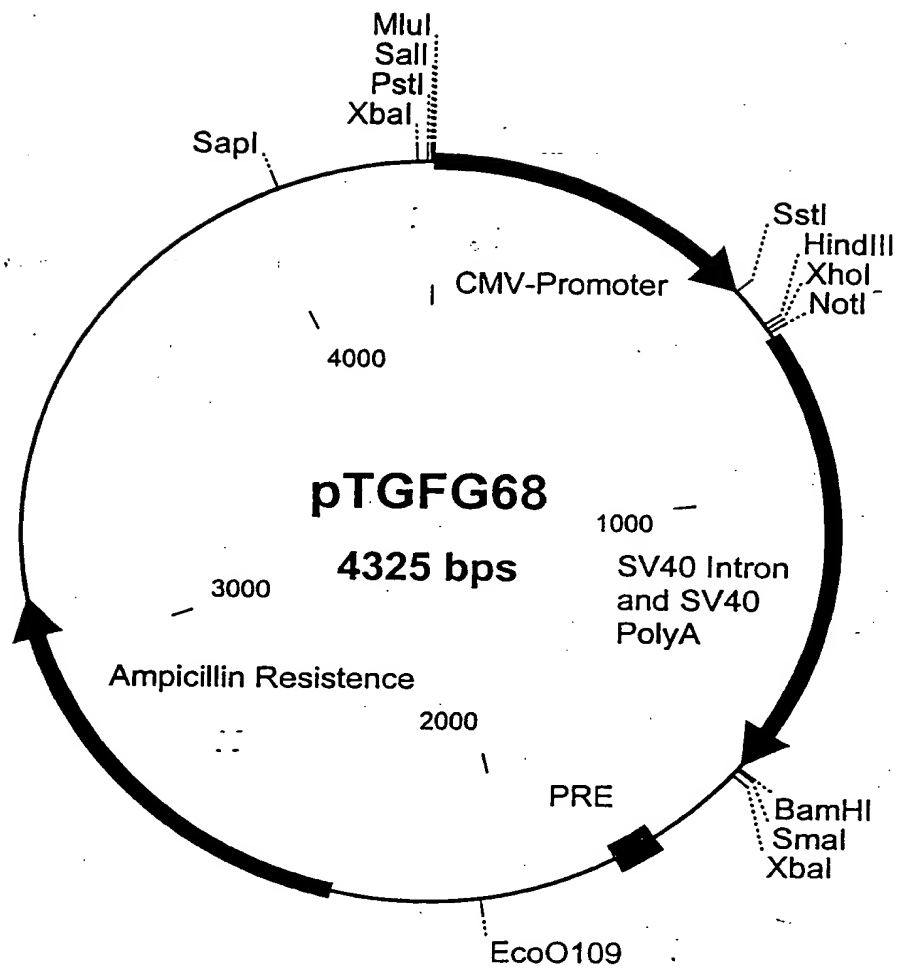 MluI
SalI
PstI
XbaI
SapI
SstI
HindIII
XhoI
NotI
CMV-Promoter
4000
pTGFG68
4325 bps
1000
SV40 Intron
and SV40
PolyA
3000
Ampicillin Resistence
2000
PRE
BamHI
SmaI
XbaI
EcoO109